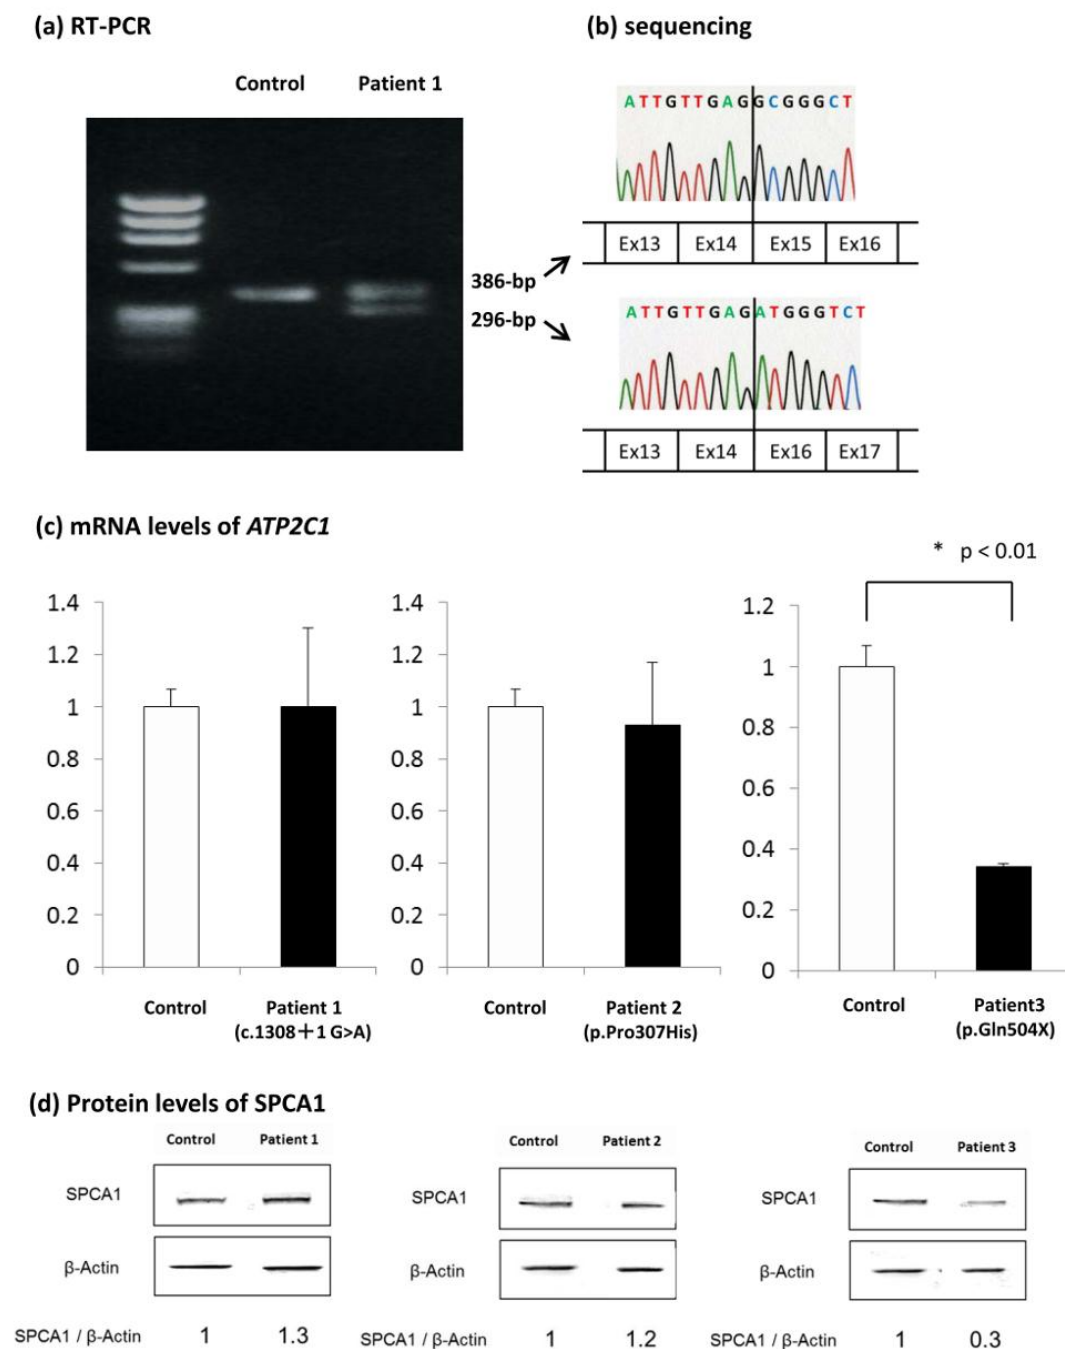 (a) RT-PCR
Control Patient 1
386-bp
296-bp
(b) sequencing
ATTGTTGAGGCGGGCT
Ex13 Ex14 Ex15 Ex16
ATTGTTGAGATGGGTCT
Ex13 Ex14 Ex16 Ex17
(c) mRNA levels of ATP2C1
* p < 0.01
1.4
1.2
1
0.8
0.6
0.4
0.2
0
Control Patient 1
(c.1308+1 G>A)
1.4
1.2
1
0.8
0.6
0.4
0.2
0
Control Patient 2
(p.Pro307His)
1.2
1
0.8
0.6
0.4
0.2
0
Control Patient3
(p.Gln504X)
(d) Protein levels of SPCA1
Control Patient 1
SPCA1
β-Actin
SPCA1 / β-Actin 1 1.3
Control Patient 2
SPCA1
β-Actin
SPCA1 / β-Actin 1 1.2
Control Patient 3
SPCA1
β-Actin
SPCA1 / β-Actin 1 0.3